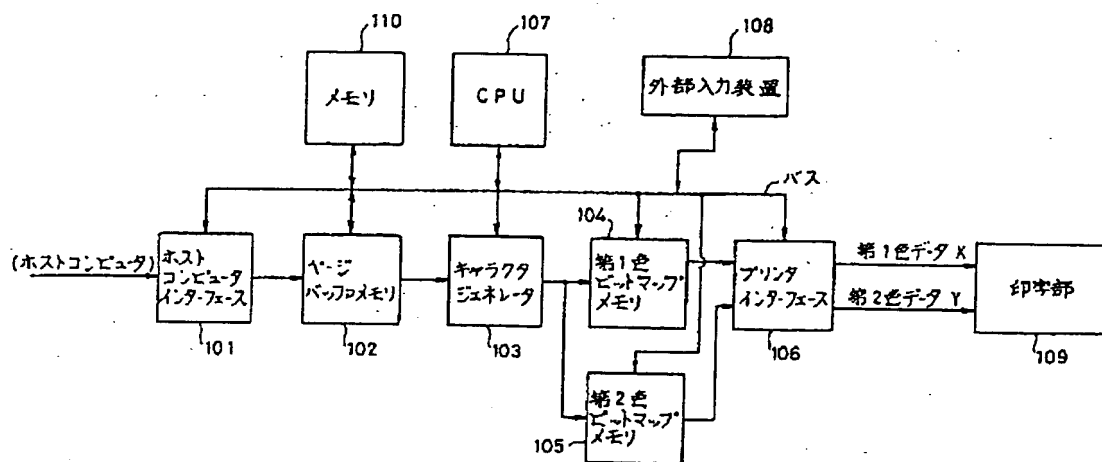 110
107
108
メモリ
CPU
外部入力装置
バス
104
(ホストコンピュータ)
ホスト
コンピュータ
インターフェース
ページ
バッファメモリ
キャラクタ
ジェネレータ
第1色
ビットマップ
メモリ
プリンタ
インターフェース
第1色データ X
第2色データ Y
印字部
101
102
103
106
109
第2色
ビットマップ
メモリ
105